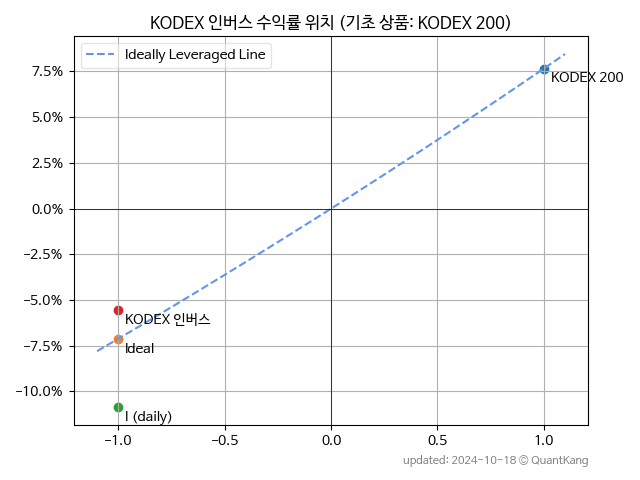 KODEX 인버스 수익률 위치 (기초 상품: KODEX 200)
Ideally Leveraged Line
7.5%
KODEX 200
5.0%
2.5%
0.0%
−2.5%
−5.0%
KODEX 인버스
−7.5%
Ideal
−10.0%
I (daily)
−1.0 −0.5 0.0 0.5 1.0
updated: 2024-10-18 © QuantKang